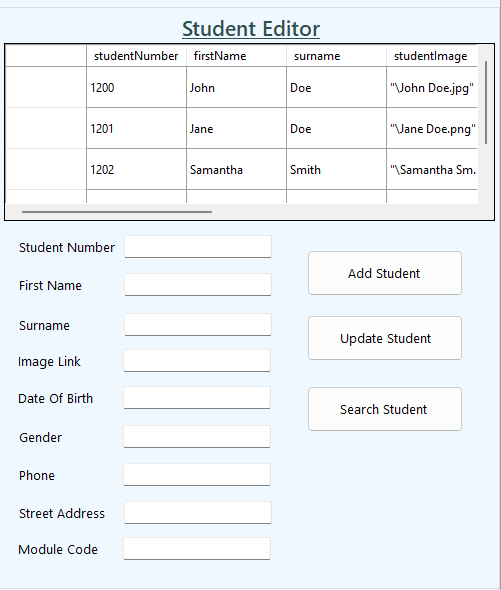 Student Editor
studentNumber firstName surname studentImage
1200 John Doe "\John Doe.jpg"
1201 Jane Doe "\Jane Doe.png"
1202 Samantha Smith "\Samantha Sm...
Student Number
Add Student
First Name
Surname
Update Student
Image Link
Date Of Birth
Search Student
Gender
Phone
Street Address
Module Code